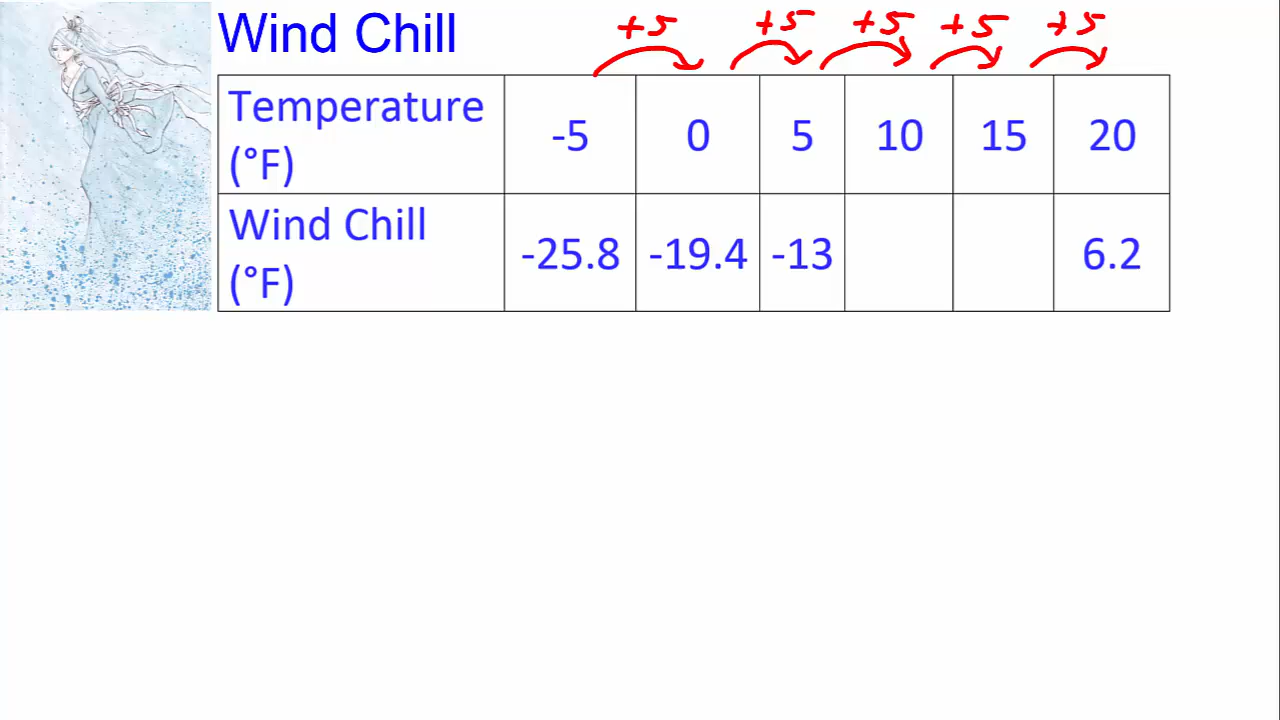 Wind Chill
+5 +5 +5 +5 +5
Temperature (°F) -5 0 5 10 15 20
Wind Chill (°F) -25.8 -19.4 -13 6.2